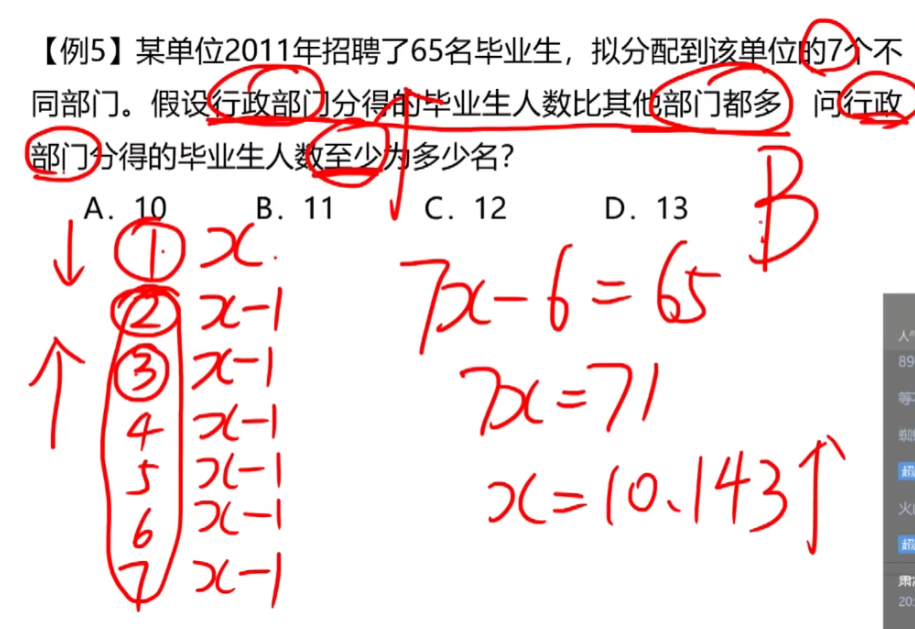 【例5】某单位2011年招聘了65名毕业生，拟分配到该单位的7个不
同部门。假设行政部门分得的毕业生人数比其他部门都多 问行政
部门分得的毕业生人数至少为多少名？
A．10 B．11 C．12 D．13
B
① x.
② x-1
③ x-1
4 x-1
5 x-1
6 x-1
7 x-1
7x-6=65
7x=71
x=10.143↑
人气
89
火
20: